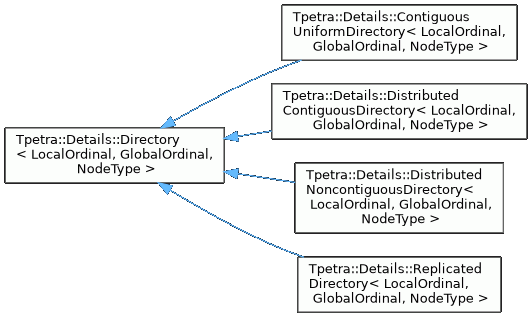 Tpetra::Details::Contiguous
UniformDirectory< LocalOrdinal,
GlobalOrdinal, NodeType >
Tpetra::Details::Distributed
ContiguousDirectory< LocalOrdinal,
GlobalOrdinal, NodeType >
Tpetra::Details::Directory
< LocalOrdinal, GlobalOrdinal,
NodeType >
Tpetra::Details::Distributed
NoncontiguousDirectory<
LocalOrdinal, GlobalOrdinal,
NodeType >
Tpetra::Details::Replicated
Directory< LocalOrdinal,
GlobalOrdinal, NodeType >